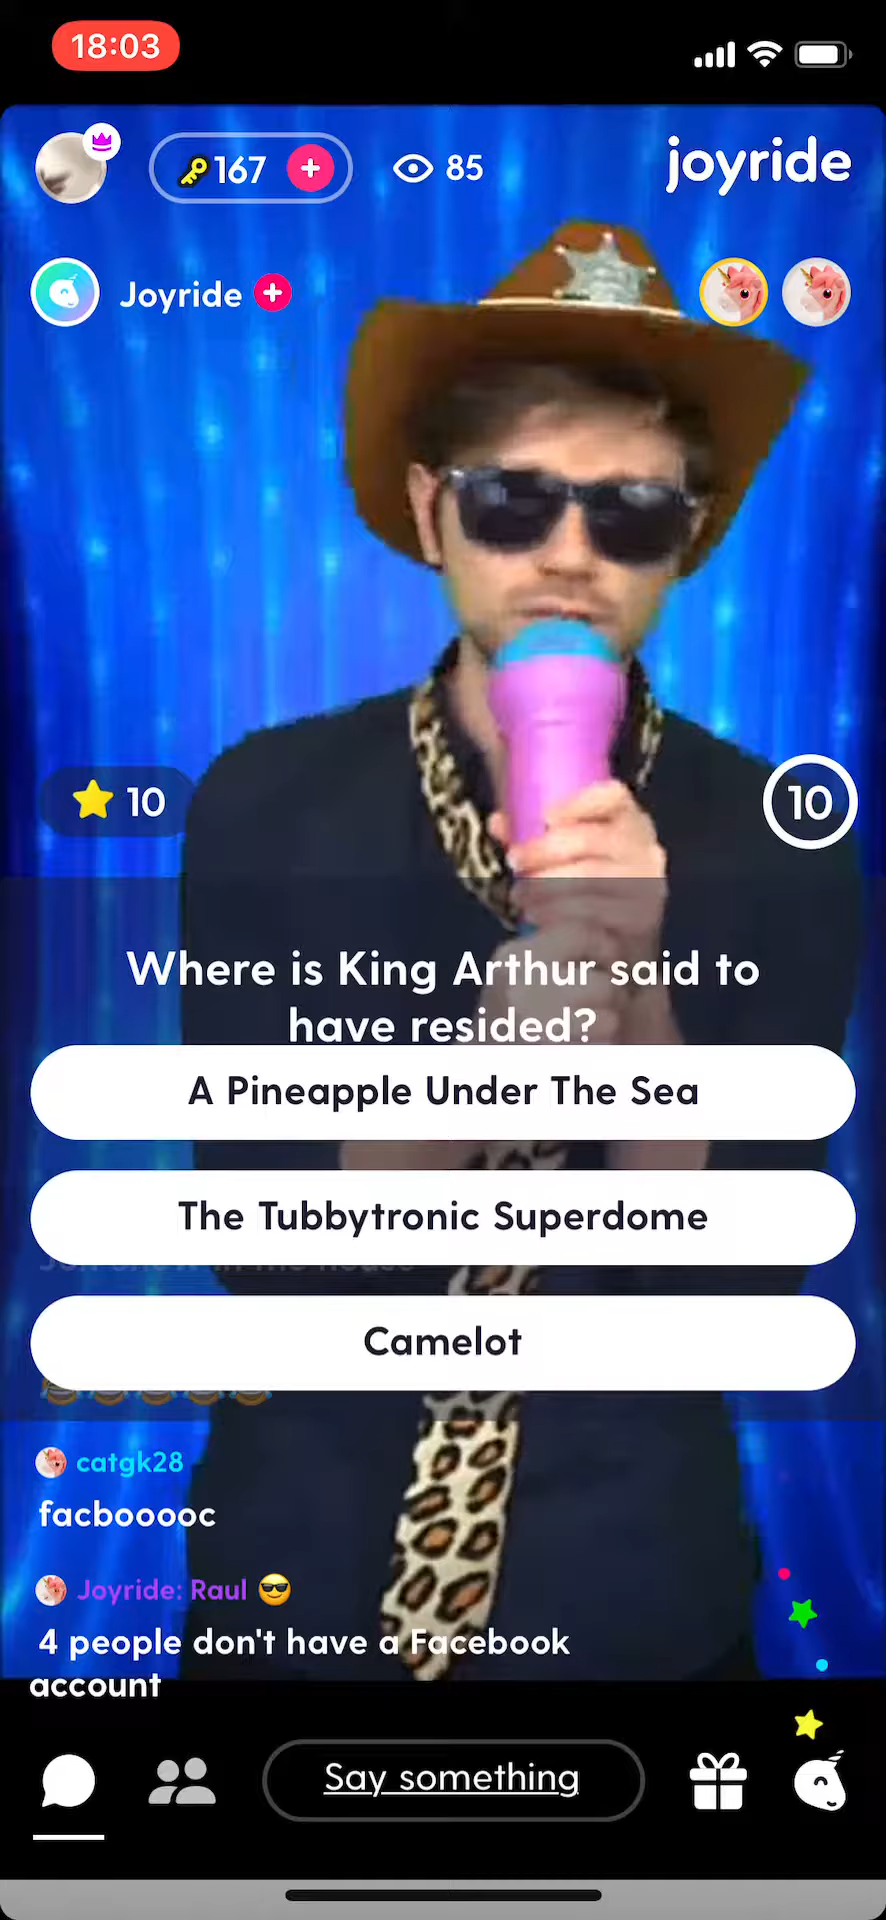 18:03
167
85
joyride
Joyride
10
10
Where is King Arthur said to
have resided?
A Pineapple Under The Sea
The Tubbytronic Superdome
Camelot
catgk28
facbooooc
Joyride: Raul 😎
4 people don't have a Facebook
account
Say something